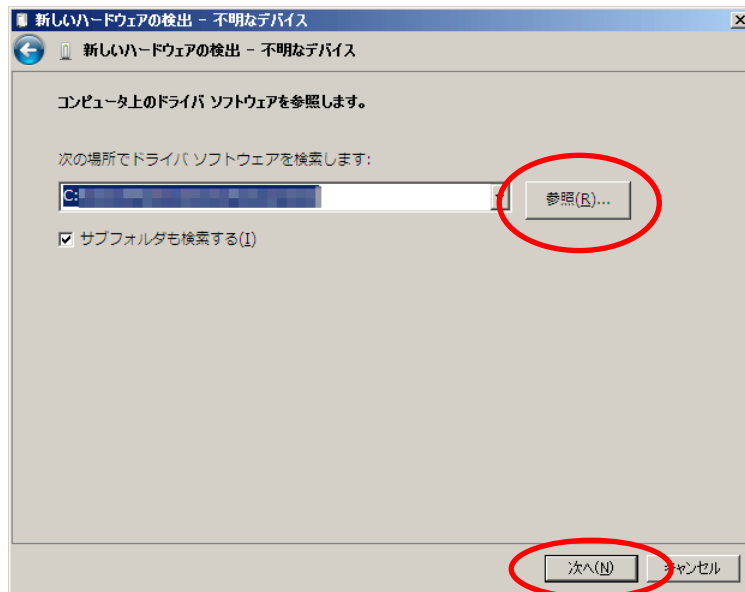 新しいハードウェアの検出 - 不明なデバイス
新しいハードウェアの検出 - 不明なデバイス
コンピュータ上のドライバ ソフトウェアを参照します。
次の場所でドライバ ソフトウェアを検索します:
C:
参照(R)...
サブフォルダも検索する(I)
次へ(N)
キャンセル